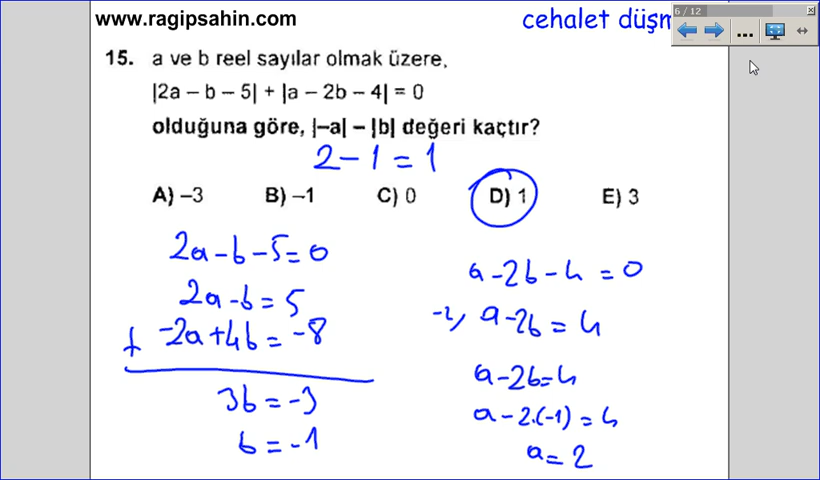 www.ragipsahin.com
cehalet düşm
6 / 12
15. a ve b reel sayılar olmak üzere,
|2a – b – 5| + |a – 2b – 4| = 0
olduğuna göre, |–a| – |b| değeri kaçtır?
2 - 1 = 1
A) –3 B) –1 C) 0 D) 1 E) 3
2a - b - 5 = 0
2a - b = 5
+ -2a + 4b = -8
3b = -3
b = -1
a - 2b - 4 = 0
-2, a - 2b = 4
a - 2b = 4
a - 2.(-1) = 4
a = 2